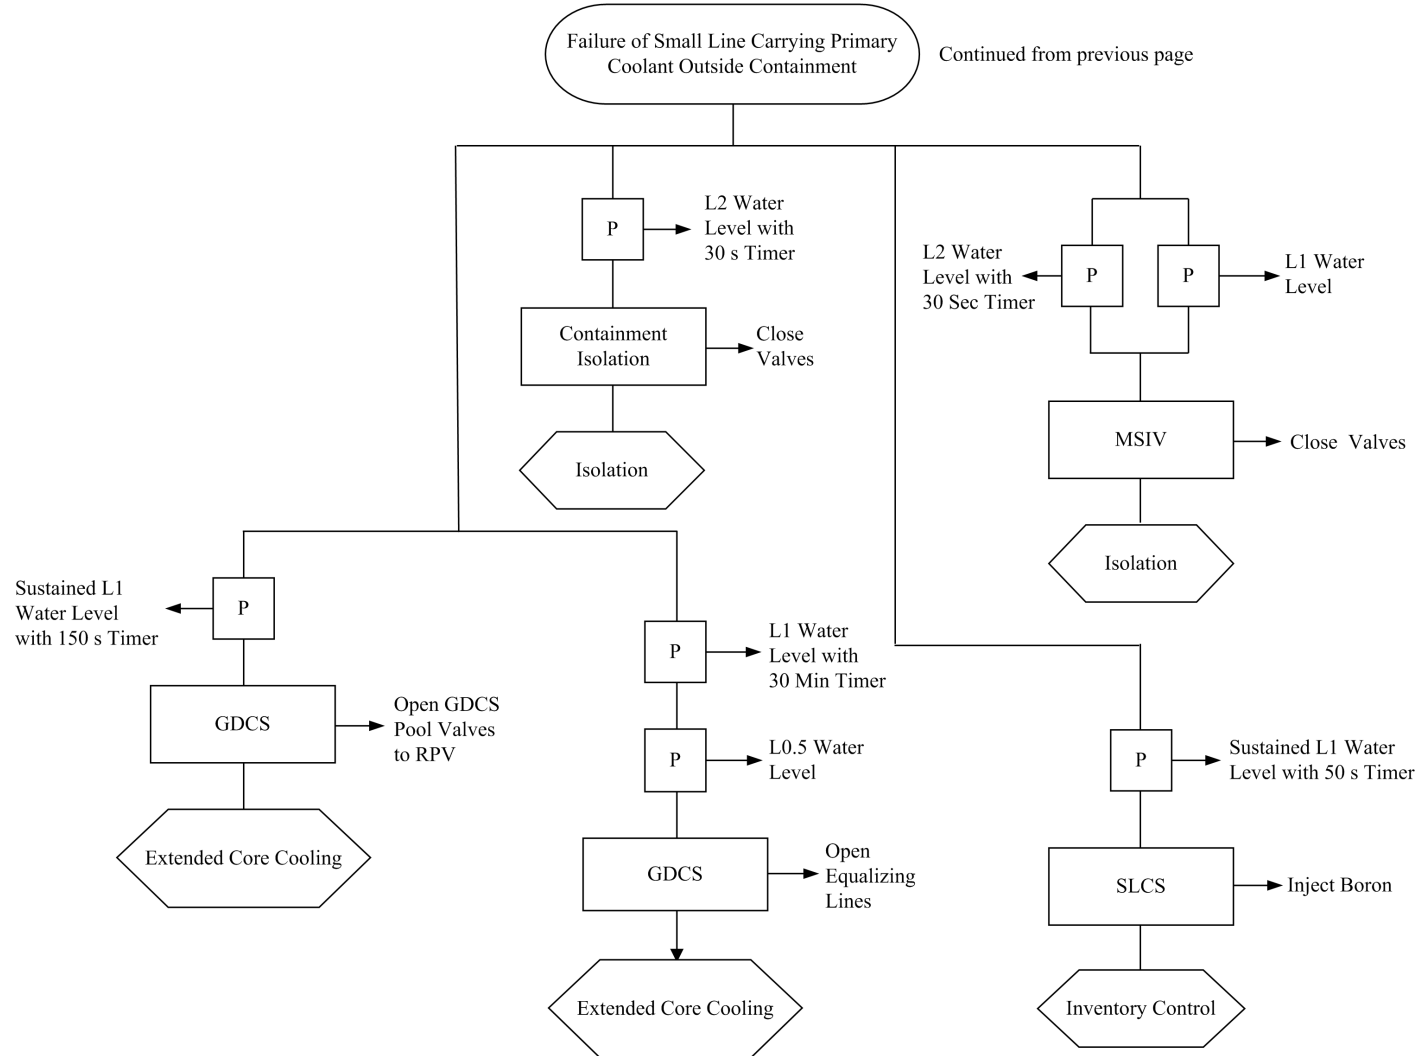 Failure of Small Line Carrying Primary
Coolant Outside Containment
Continued from previous page
P
L2 Water
Level with
30 s Timer
Containment
Isolation
Close
Valves
Isolation
L2 Water
Level with
30 Sec Timer
P
P
L1 Water
Level
MSIV
Close Valves
Isolation
Sustained L1
Water Level
with 150 s Timer
P
GDCS
Open GDCS
Pool Valves
to RPV
Extended Core Cooling
P
L1 Water
Level with
30 Min Timer
P
L0.5 Water
Level
GDCS
Open
Equalizing
Lines
Extended Core Cooling
P
Sustained L1 Water
Level with 50 s Timer
SLCS
Inject Boron
Inventory Control